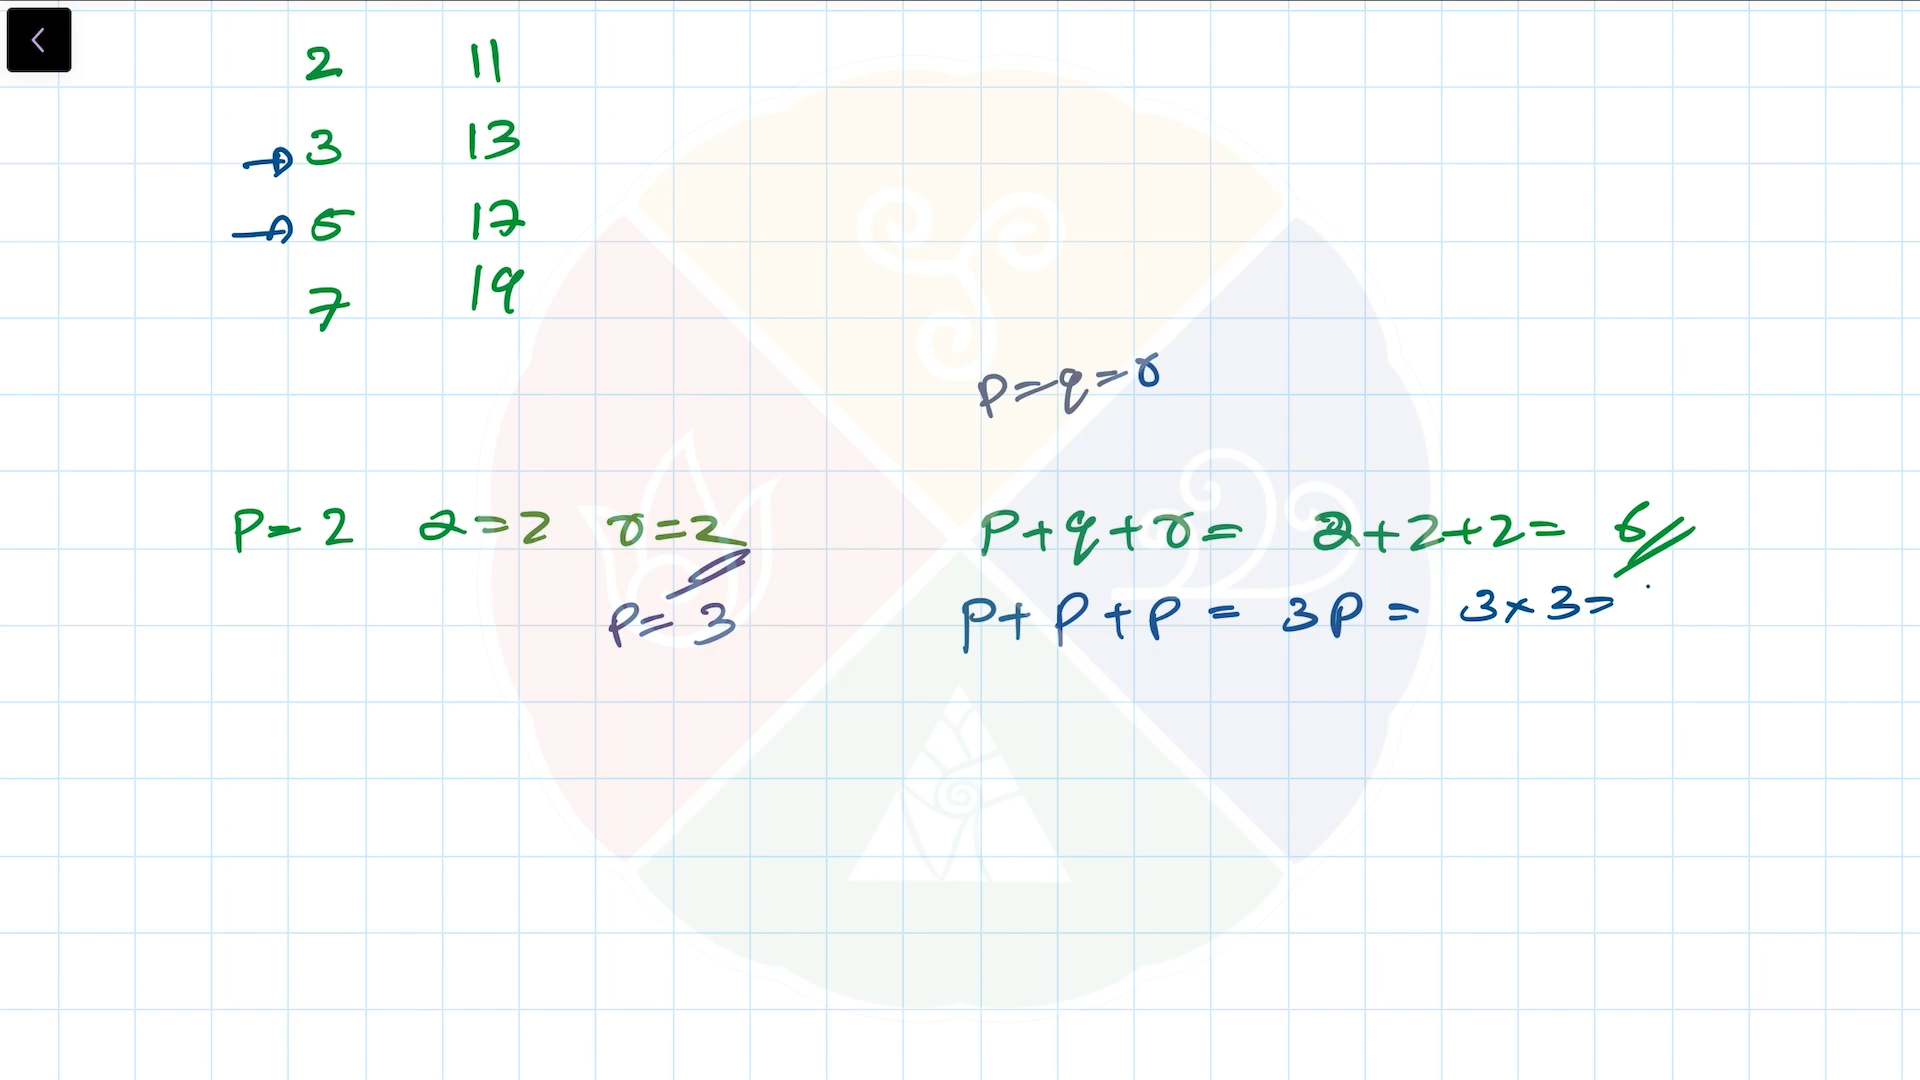 2 11
3 13
5 17
7 19
p=q=r
p=2 2=2 r=2 p+q+r= 2+2+2= 6
p=3 p+p+p = 3p = 3×3=